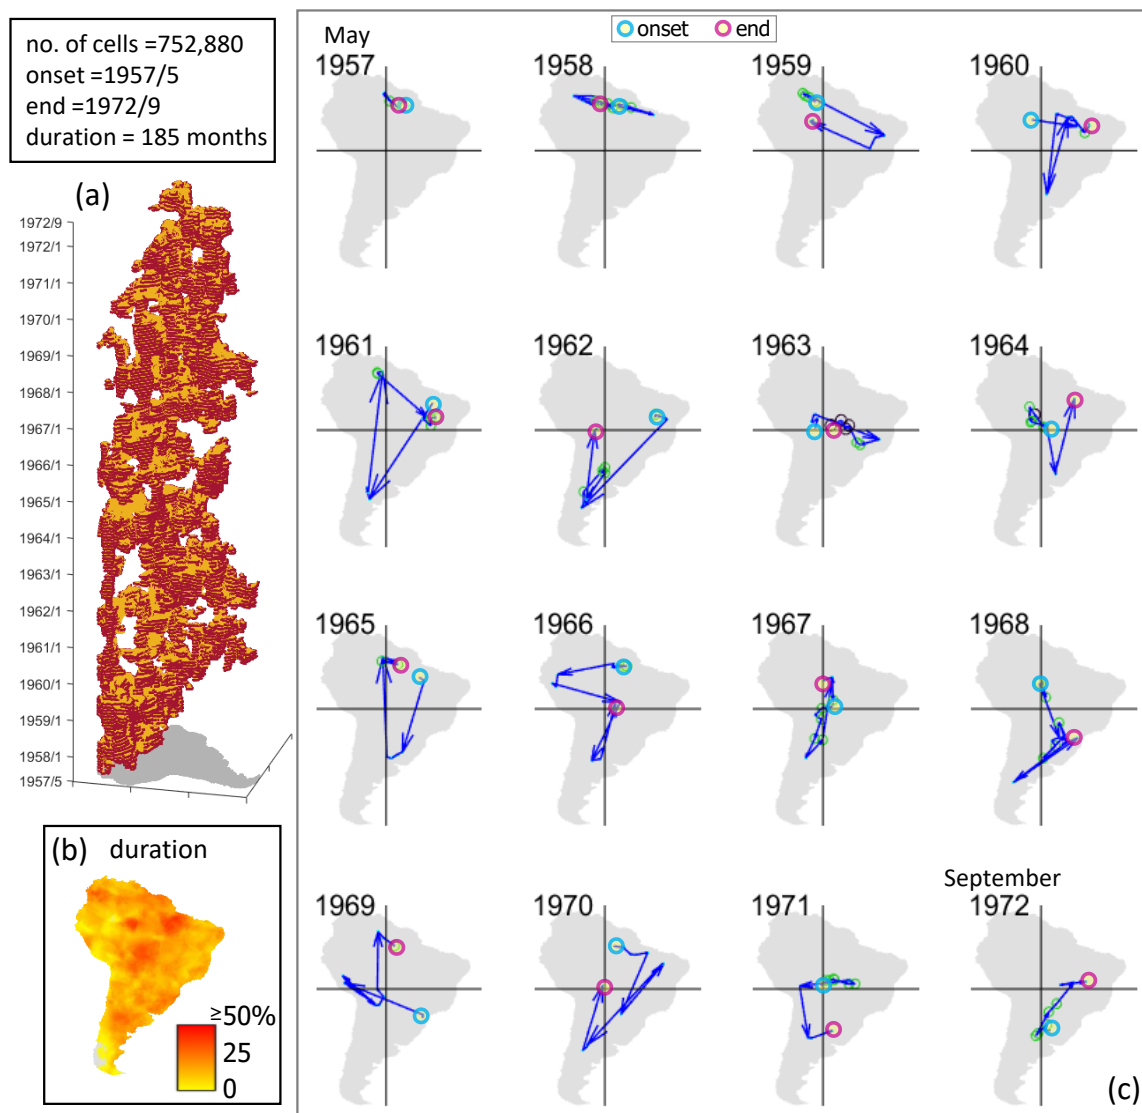 no. of cells =752,880
onset =1957/5
end =1972/9
duration = 185 months
(a)
1972/9
1972/1
1971/1
1970/1
1969/1
1968/1
1967/1
1966/1
1965/1
1964/1
1963/1
1962/1
1961/1
1960/1
1959/1
1958/1
1957/5
(b) duration
≥50%
25
0
onset end
May
1957 1958 1959 1960
1961 1962 1963 1964
1965 1966 1967 1968
September
1969 1970 1971 1972
(c)